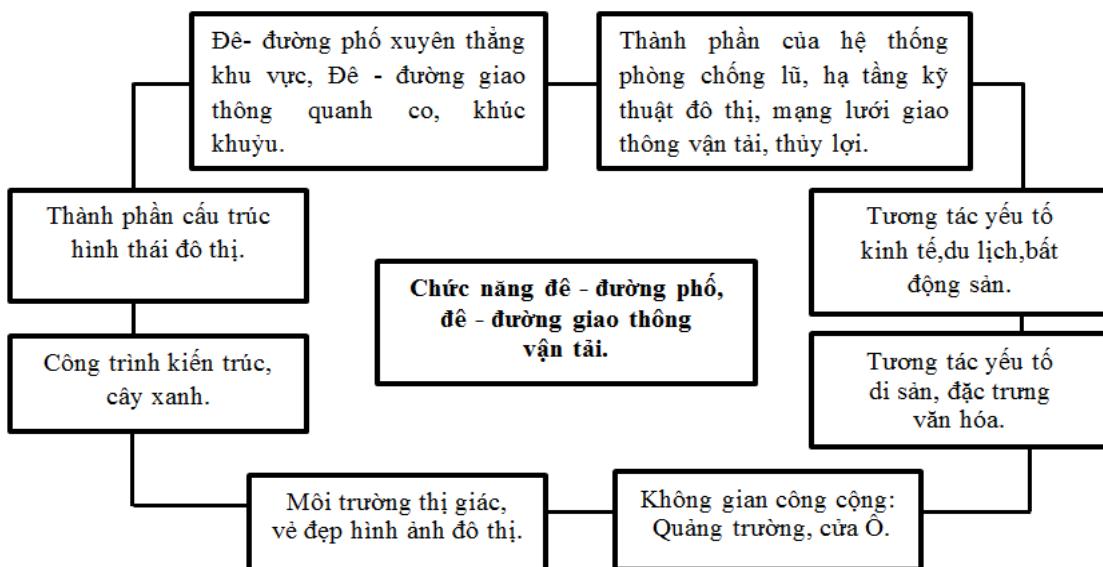 Đê- đường phố xuyên thẳng
khu vực, Đê - đường giao
thông quanh co, khúc
khuỷu.
Thành phần của hệ thống
phòng chống lũ, hạ tầng kỹ
thuật đô thị, mạng lưới giao
thông vận tải, thủy lợi.
Thành phần cấu trúc
hình thái đô thị.
Tương tác yếu tố
kinh tế,du lịch,bất
động sản.
Chức năng đê - đường phố,
đê - đường giao thông
vận tải.
Công trình kiến trúc,
cây xanh.
Tương tác yếu tố
di sản, đặc trưng
văn hóa.
Môi trường thị giác,
vẻ đẹp hình ảnh đô thị.
Không gian công cộng:
Quảng trường, cửa Ô.